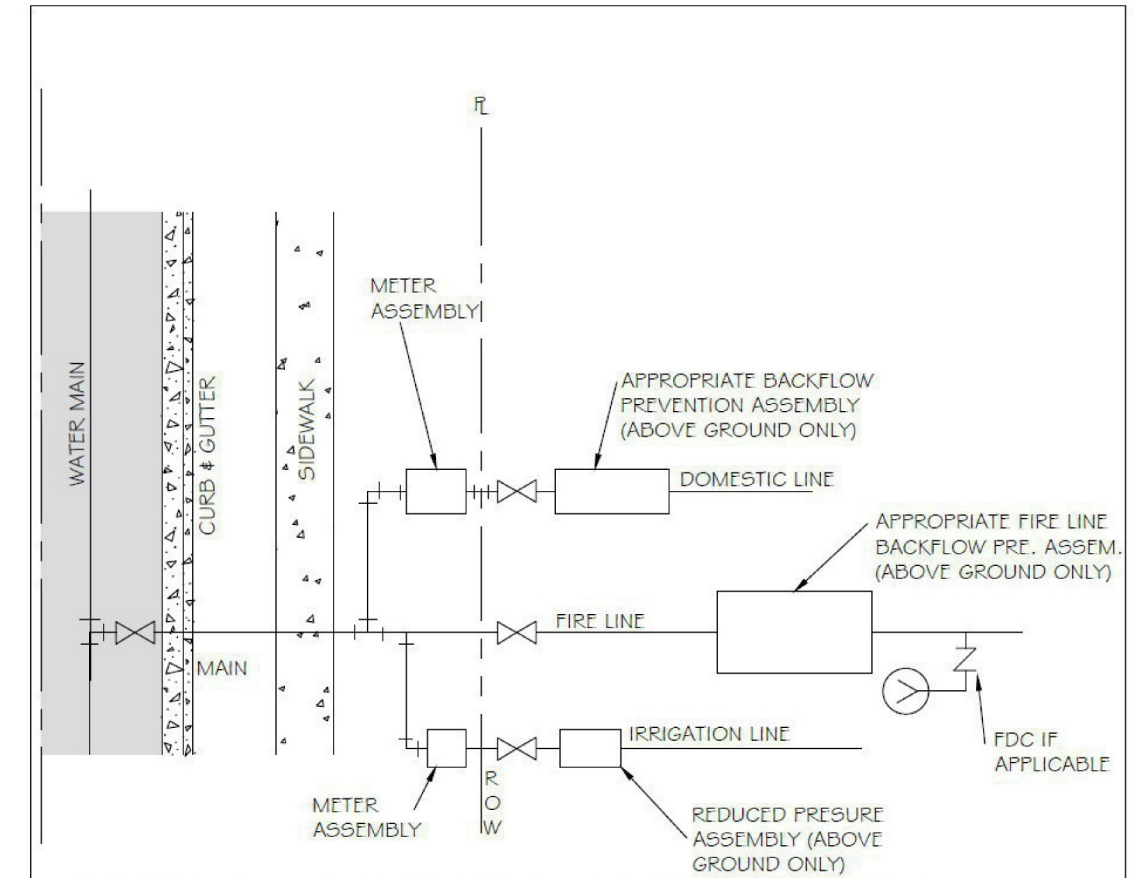 PL
METER
ASSEMBLY
WATER MAIN
CURB & GUTTER
SIDEWALK
APPROPRIATE BACKFLOW
PREVENTION ASSEMBLY
(ABOVE GROUND ONLY)
DOMESTIC LINE
APPROPRIATE FIRE LINE
BACKFLOW PRE. ASSEM.
(ABOVE GROUND ONLY)
FIRE LINE
MAIN
IRRIGATION LINE
FDC IF
APPLICABLE
METER
ASSEMBLY
ROW
REDUCED PRESURE
ASSEMBLY (ABOVE
GROUND ONLY)